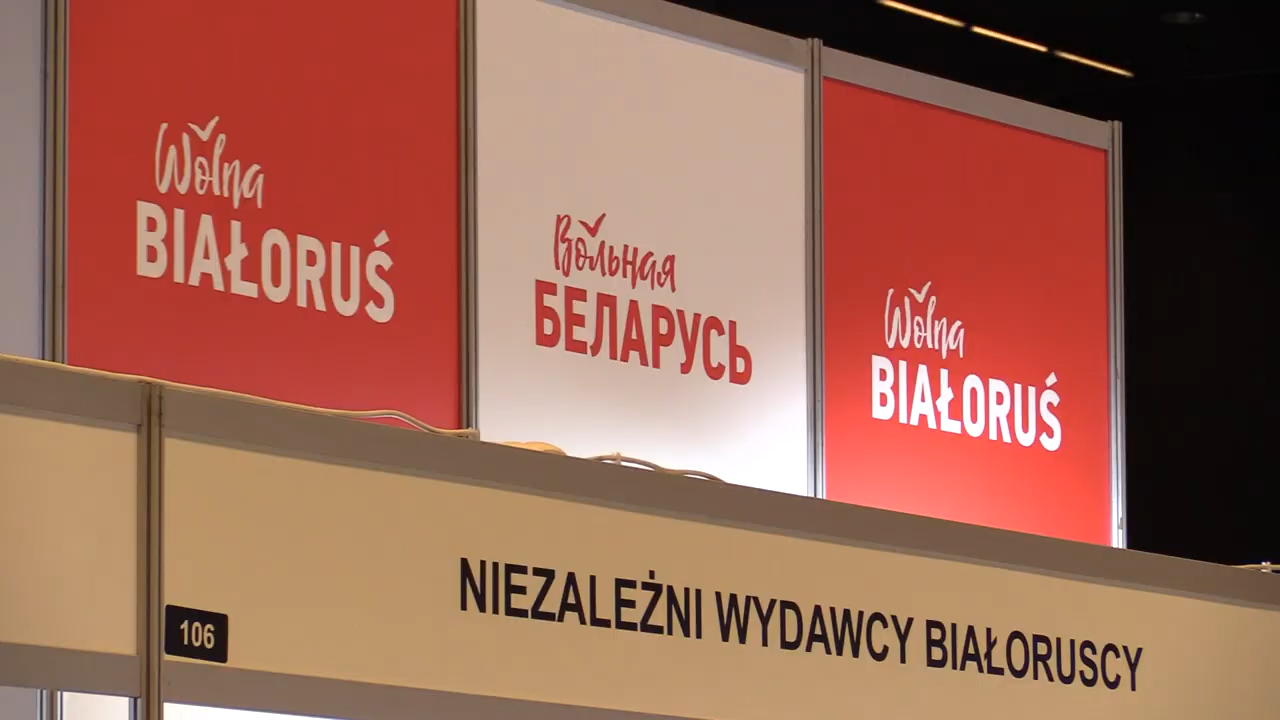 Wolna
BIAŁORUŚ
Вольная
БЕЛАРУСЬ
Wolna
BIAŁORUŚ
NIEZALEŻNI WYDAWCY BIAŁORUSCY
106